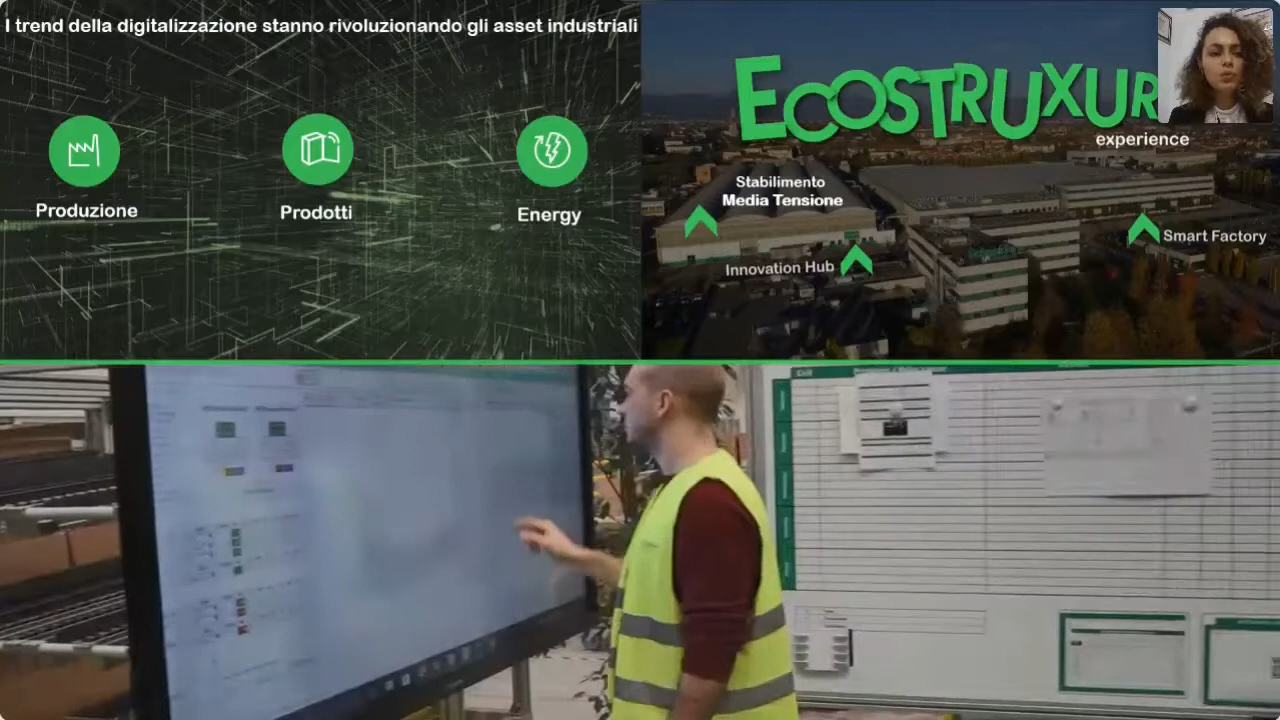 I trend della digitalizzazione stanno rivoluzionando gli asset industriali
Produzione
Prodotti
Energy
ECOSTRUXUR
experience
Stabilimento
Media Tensione
Innovation Hub
Smart Factory